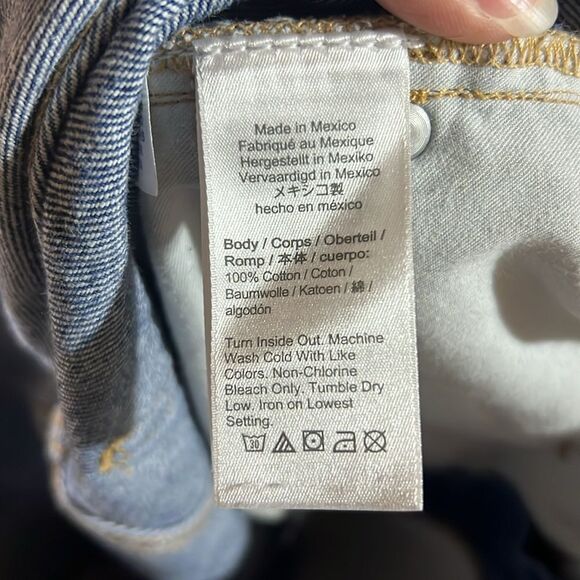 Made in Mexico
Fabriqué au Mexique
Hergestellt in Mexiko
Vervaardigd in Mexico
メキシコ製
hecho en méxico
Body / Corps / Oberteil /
Romp / 本体 / cuerpo:
100% Cotton / Coton /
Baumwolle / Katoen / 綿 /
algodón
Turn Inside Out. Machine
Wash Cold With Like
Colors. Non-Chlorine
Bleach Only. Tumble Dry
Low. Iron on Lowest
Setting.
30